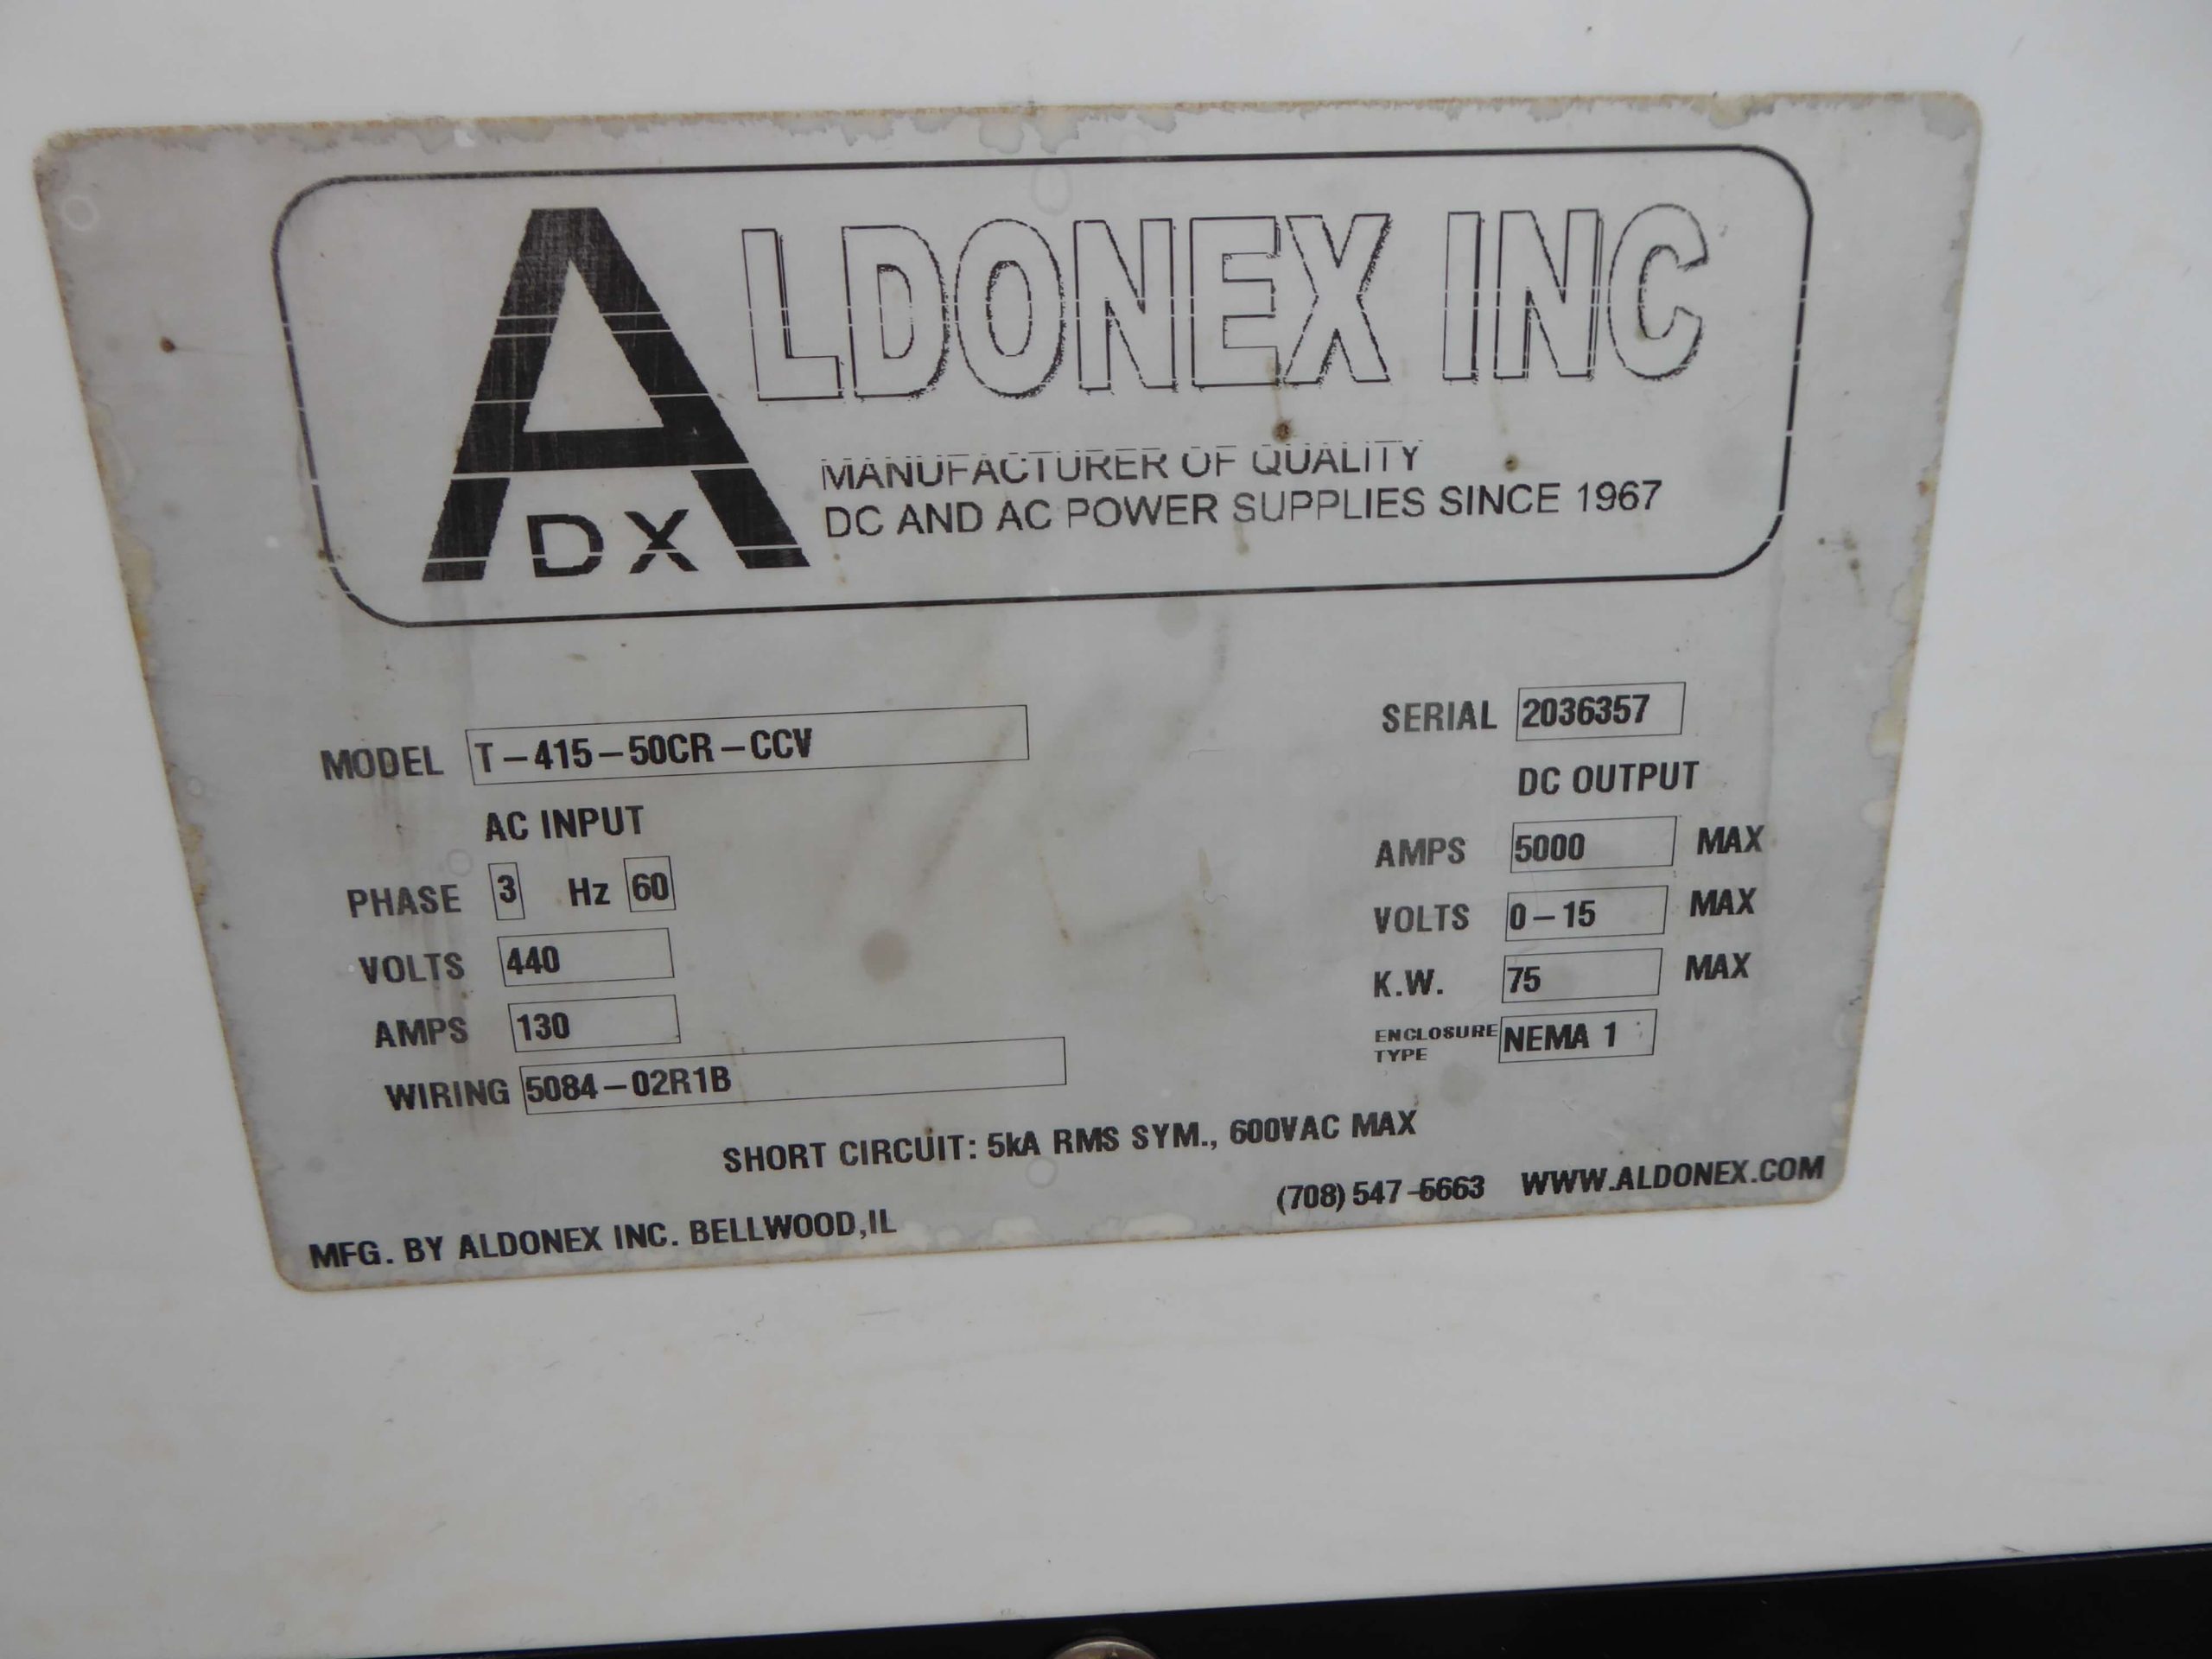 ALDONEX INC
ADX
MANUFACTURER OF QUALITY
DC AND AC POWER SUPPLIES SINCE 1967
MODEL T-415-50CR-CCV
SERIAL 2036357
AC INPUT
DC OUTPUT
PHASE 3 Hz 60
AMPS 5000 MAX
VOLTS 440
VOLTS 0-15 MAX
AMPS 130
K.W. 75 MAX
WIRING 5084-02R1B
ENCLOSURE TYPE NEMA 1
SHORT CIRCUIT: 5kA RMS SYM., 600VAC MAX
MFG. BY ALDONEX INC. BELLWOOD,IL
(708) 547-5663 WWW.ALDONEX.COM